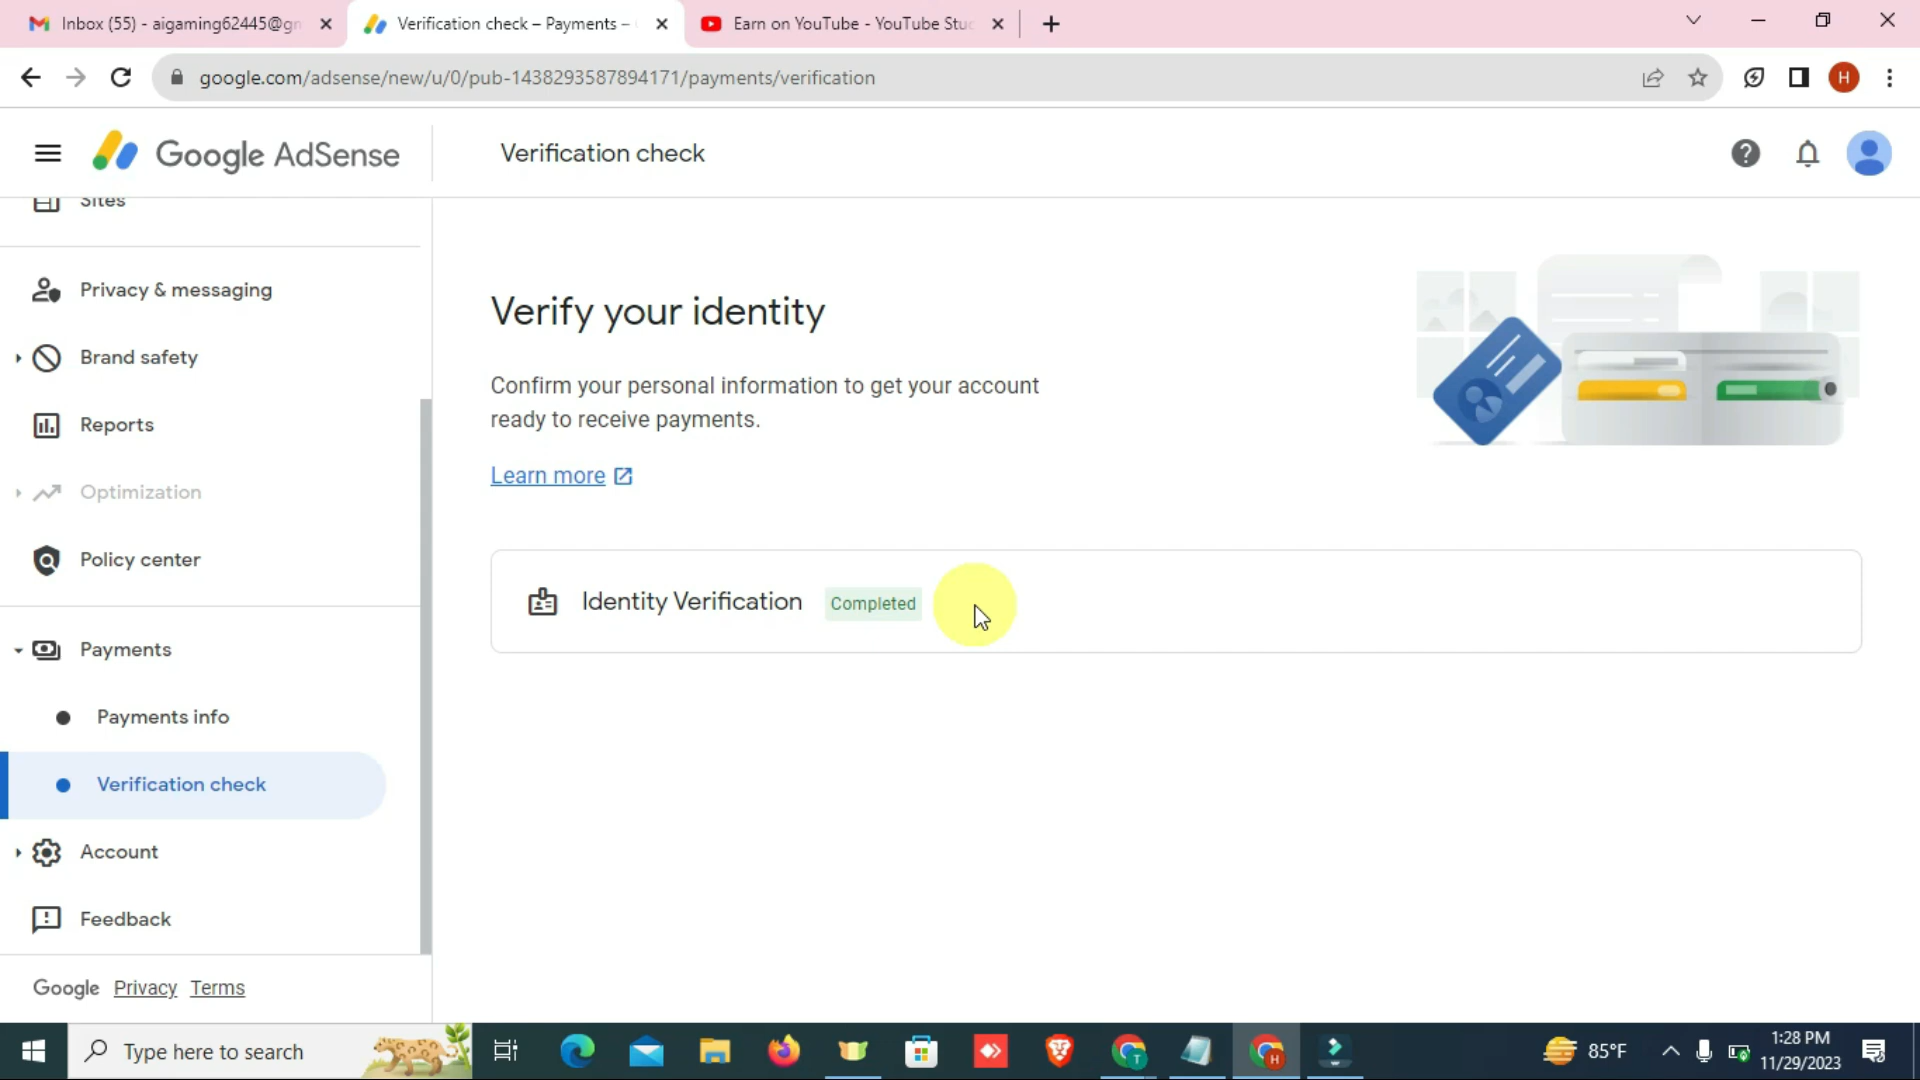 Inbox (55) - aigaming62445@gm
Verification check – Payments –
Earn on YouTube - YouTube Stud
google.com/adsense/new/u/0/pub-1438293587894171/payments/verification
H
Google AdSense
Verification check
Sites
Privacy & messaging
Brand safety
Reports
Optimization
Policy center
Payments
Payments info
Verification check
Account
Feedback
Google Privacy Terms
Verify your identity
Confirm your personal information to get your account
ready to receive payments.
Learn more
Identity Verification Completed
Type here to search
T
H
85°F
1:28 PM
11/29/2023